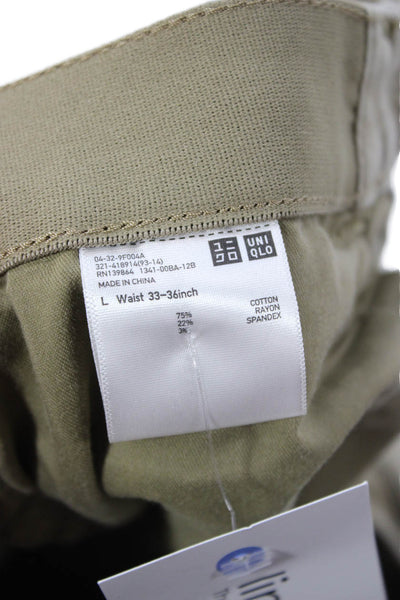 04-32-9F004A
321-418914(93-14)
RN139864 1341-00BA-12B
MADE IN CHINA
ユニ
クロ
UNI
QLO
L Waist 33-36inch
75% COTTON
22% RAYON
3% SPANDEX